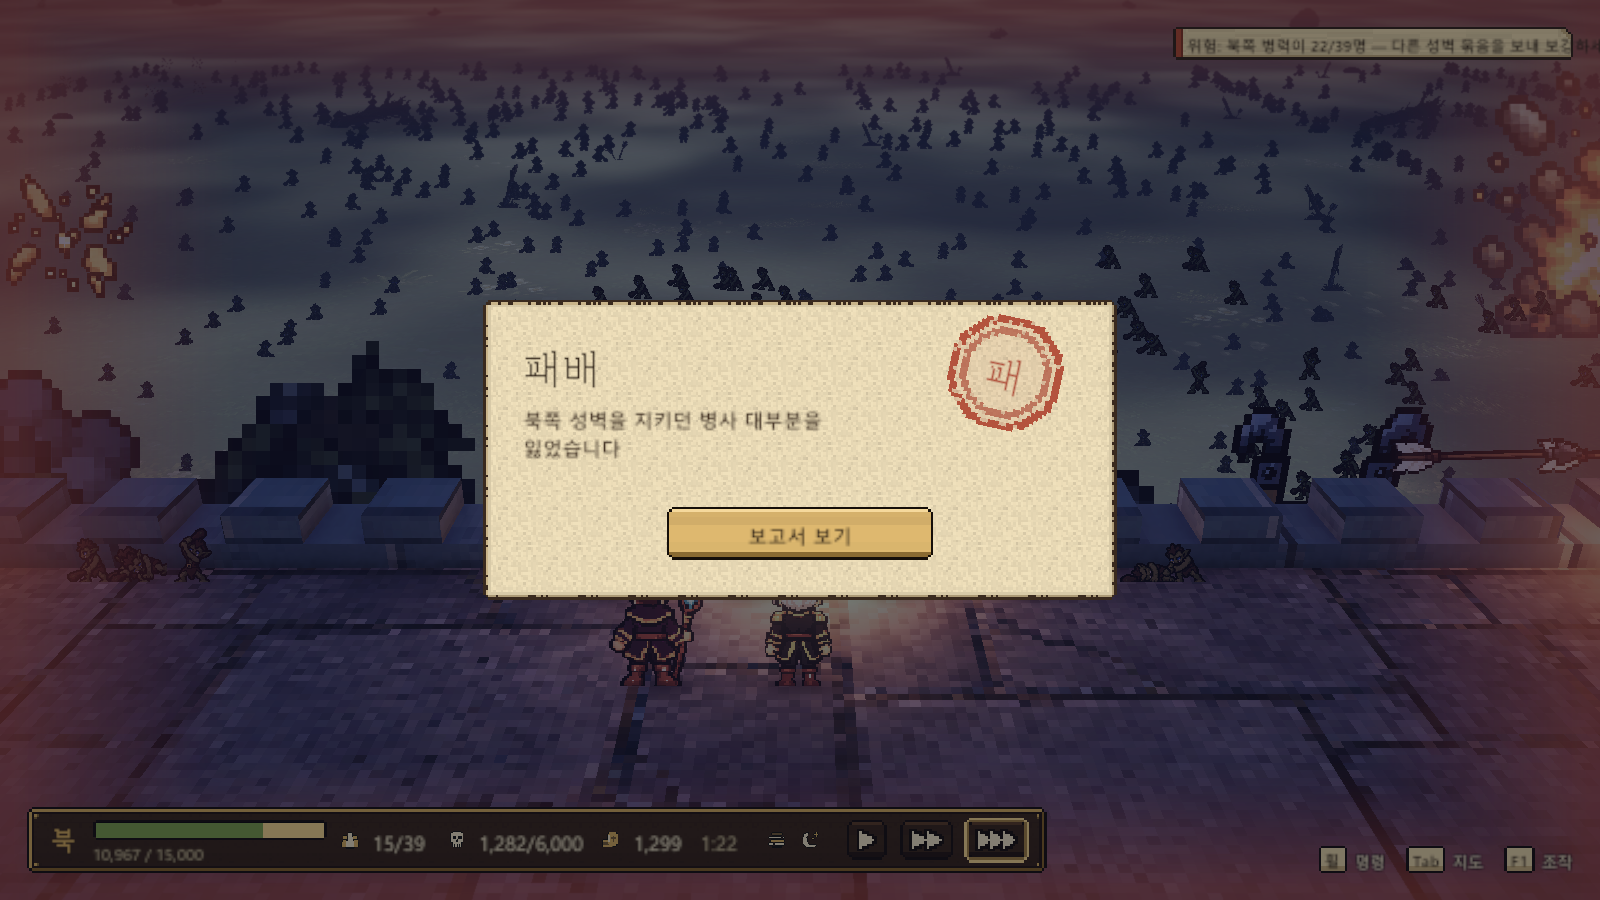 위험: 북쪽 병력이 22/39명 — 다른 성벽 묶음을 보내 보강하
패배
패
북쪽 성벽을 지키던 병사 대부분을
잃었습니다
보고서 보기
북
10,967 / 15,000
15/39
1,282/6,000
1,299
1:22
휠 명령
Tab 지도
F1 조작